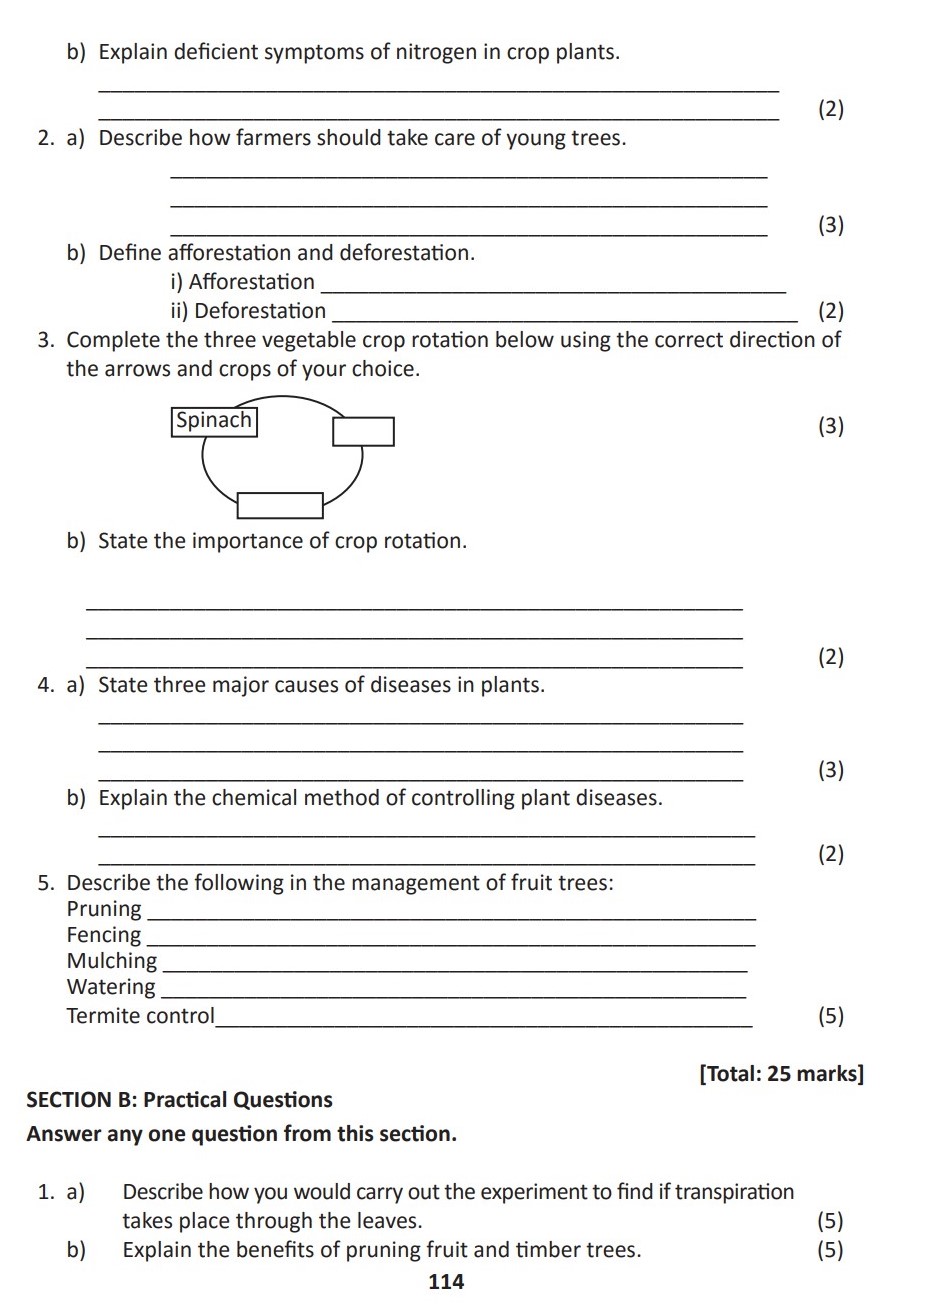 b) Explain deficient symptoms of nitrogen in crop plants.
(2)
2. a) Describe how farmers should take care of young trees.
(3)
b) Define afforestation and deforestation.
i) Afforestation
ii) Deforestation (2)
3. Complete the three vegetable crop rotation below using the correct direction of
the arrows and crops of your choice.
Spinach
(3)
b) State the importance of crop rotation.
(2)
4. a) State three major causes of diseases in plants.
(3)
b) Explain the chemical method of controlling plant diseases.
(2)
5. Describe the following in the management of fruit trees:
Pruning
Fencing
Mulching
Watering
Termite control (5)
[Total: 25 marks]
SECTION B: Practical Questions
Answer any one question from this section.
1. a) Describe how you would carry out the experiment to find if transpiration
takes place through the leaves. (5)
b) Explain the benefits of pruning fruit and timber trees. (5)
114